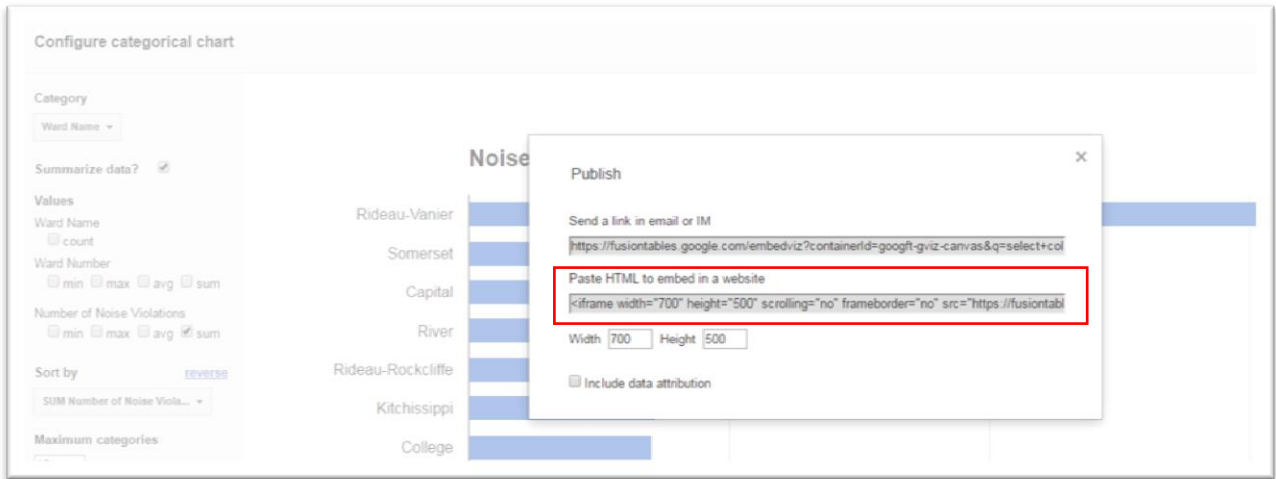 Configure categorical chart
Category
Ward Name
Summarize data?
Values
Ward Name
count
Ward Number
min max avg sum
Number of Noise Violations
min max avg sum
Sort by reverse
SUM Number of Noise Viola...
Maximum categories
Noise
Rideau-Vanier
Somerset
Capital
River
Rideau-Rockcliffe
Kitchissippi
College
Publish
×
Send a link in email or IM
https://fusiontables.google.com/embedviz?containerId=googft-gviz-canvas&q=select+col
Paste HTML to embed in a website
<iframe width="700" height="500" scrolling="no" frameborder="no" src="https://fusiontabl
Width 700 Height 500
Include data attribution